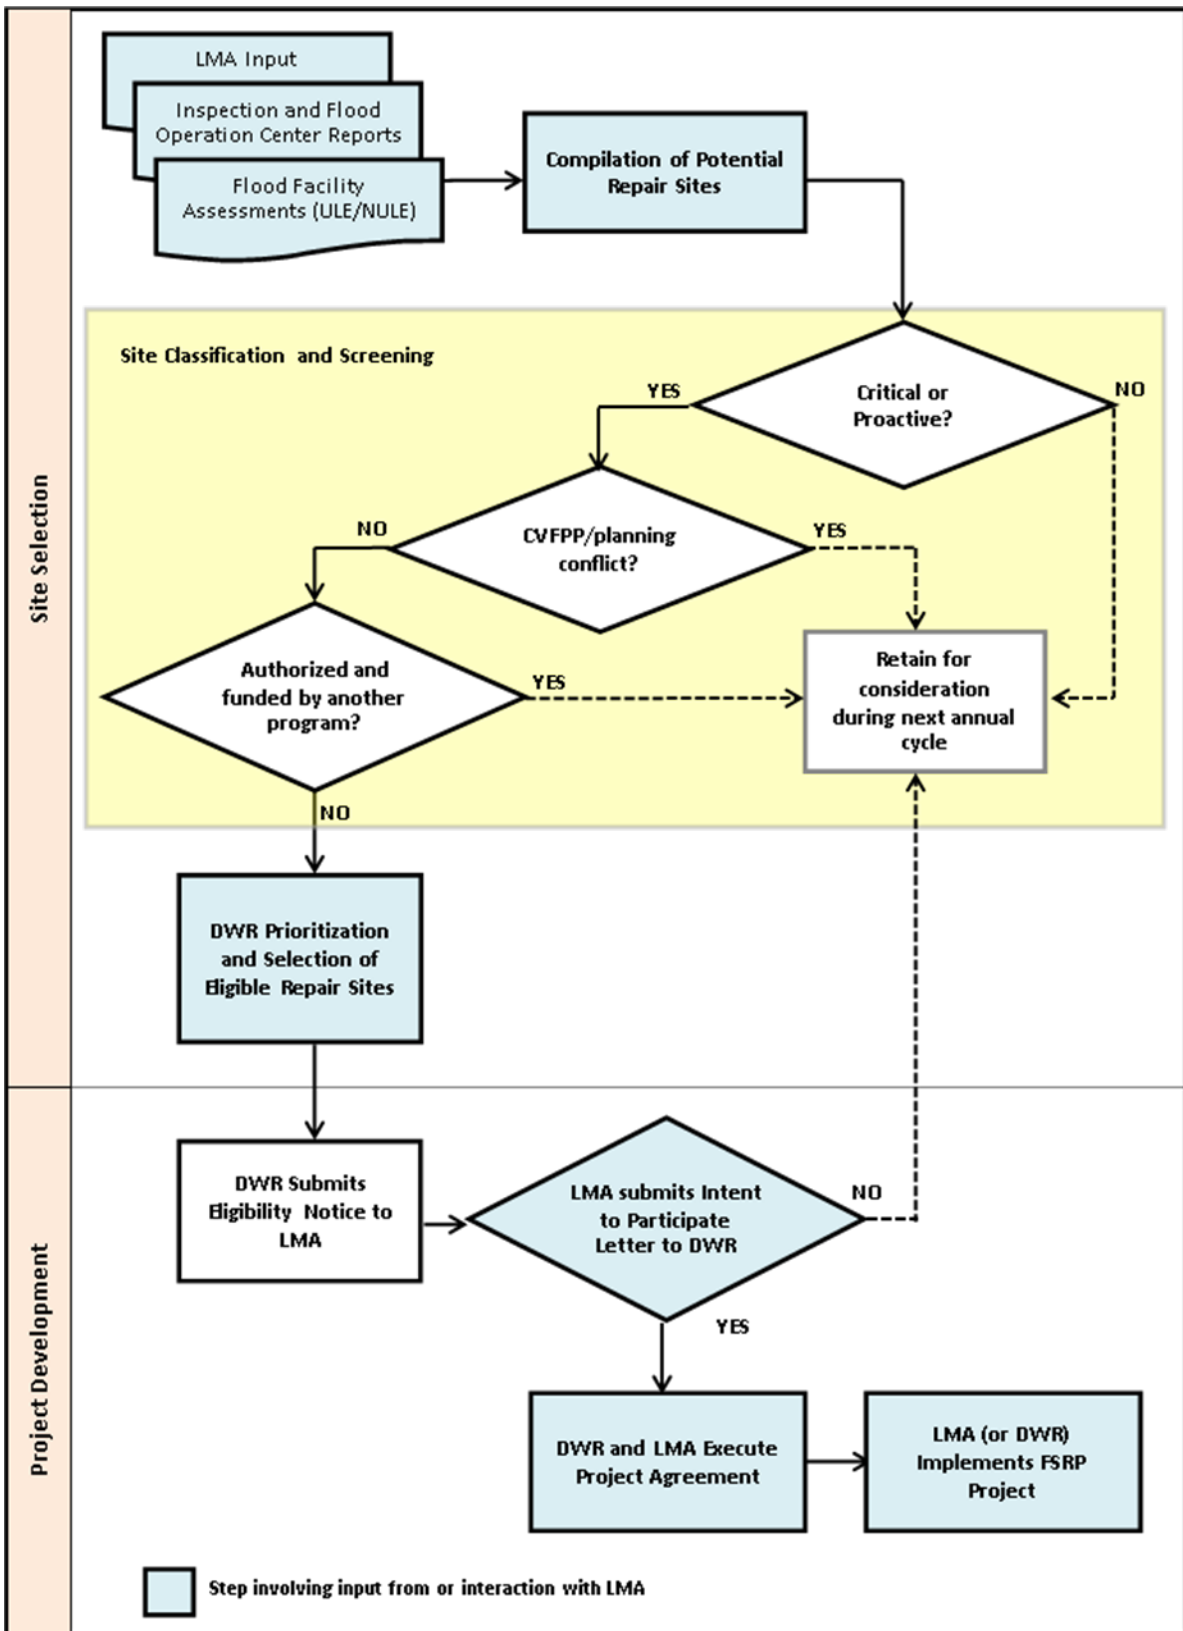 LMA Input
Inspection and Flood
Operation Center Reports
Flood Facility
Assessments (ULE/NULE)
Compilation of Potential
Repair Sites
Site Classification and Screening
Critical or
Proactive?
YES
NO
CVFPP/planning
conflict?
NO
YES
Authorized and
funded by another
program?
YES
NO
Retain for
consideration
during next annual
cycle
Site Selection
DWR Prioritization
and Selection of
Eligible Repair Sites
Project Development
DWR Submits
Eligibility Notice to
LMA
LMA submits Intent
to Participate
Letter to DWR
NO
YES
DWR and LMA Execute
Project Agreement
LMA (or DWR)
Implements FSRP
Project
Step involving input from or interaction with LMA